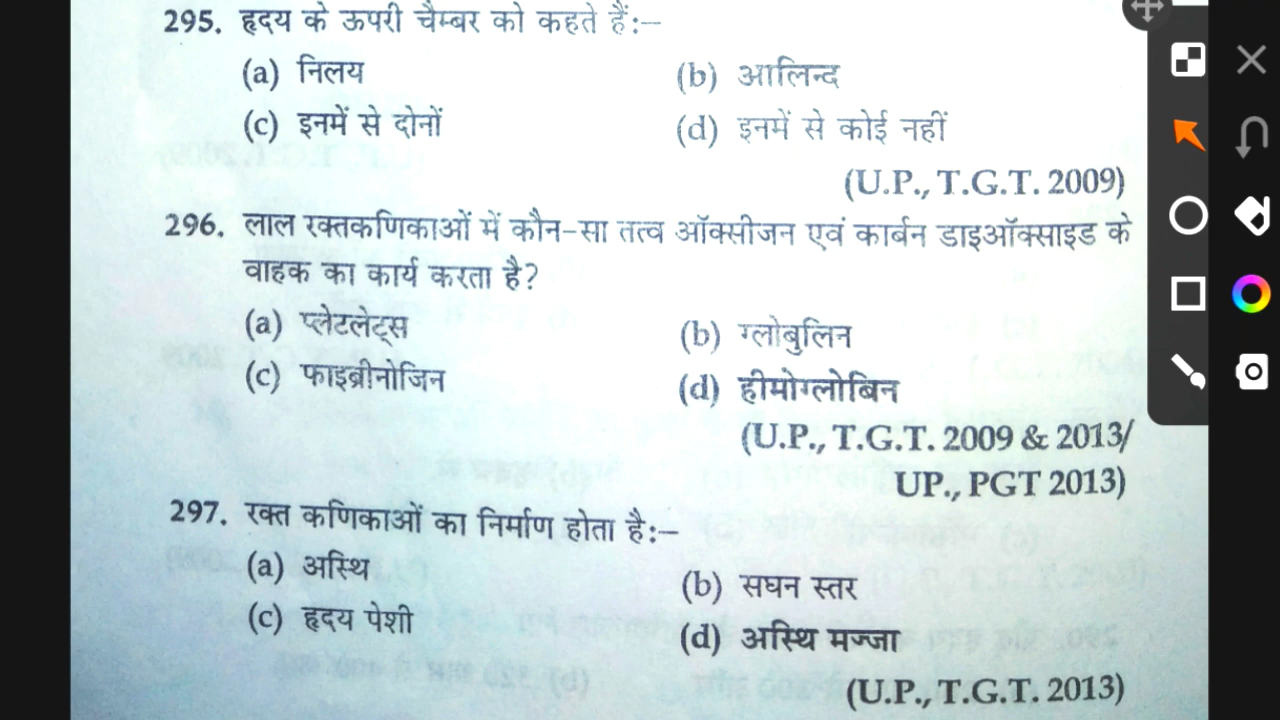 295. हृदय के ऊपरी चैम्बर को कहते हैं:–
(a) निलय (b) आलिन्द
(c) इनमें से दोनों (d) इनमें से कोई नहीं
(U.P., T.G.T. 2009)
296. लाल रक्तकणिकाओं में कौन-सा तत्व ऑक्सीजन एवं कार्बन डाइऑक्साइड के
वाहक का कार्य करता है?
(a) प्लेटलेट्स (b) ग्लोबुलिन
(c) फाइब्रीनोजिन (d) हीमोग्लोबिन
(U.P., T.G.T. 2009 & 2013/
UP., PGT 2013)
297. रक्त कणिकाओं का निर्माण होता है:–
(a) अस्थि (b) सघन स्तर
(c) हृदय पेशी (d) अस्थि मज्जा
(U.P., T.G.T. 2013)